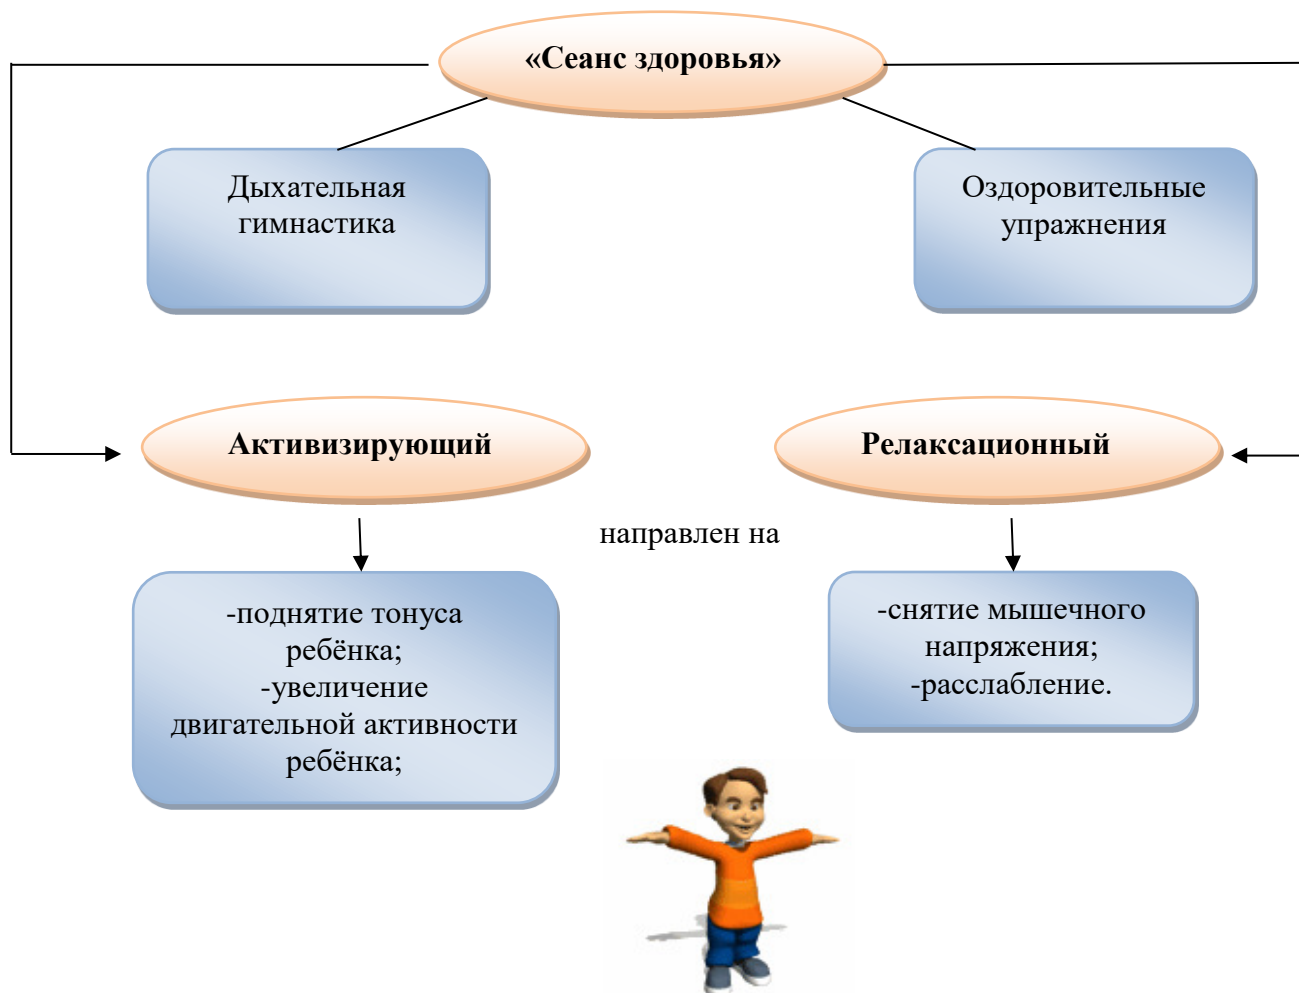 «Сеанс здоровья»
Дыхательная
гимнастика
Оздоровительные
упражнения
Активизирующий
Релаксационный
направлен на
-поднятие тонуса
ребёнка;
-увеличение
двигательной активности
ребёнка;
-снятие мышечного
напряжения;
-расслабление.